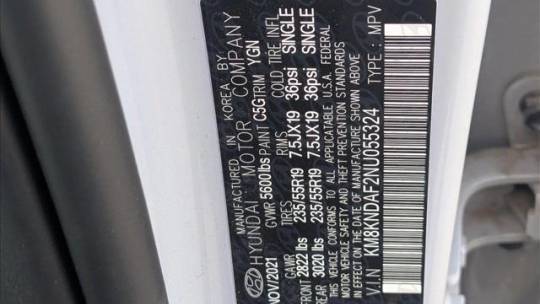 MANUFACTURED IN KOREA BY
HYUNDAI MOTOR COMPANY
NOV/2021 GVWR 5600lbs PAINT C5G TRIM YGN
GAWR TIRES RIMS COLD TIRE INFL
FRONT 2822 lbs 235/55R19 7.5JX19 36psi SINGLE
REAR 3020 lbs 235/55R19 7.5JX19 36psi SINGLE
THIS VEHICLE CONFORMS TO ALL APPLICABLE U.S.A. FEDERAL
MOTOR VEHICLE SAFETY AND THEFT PREVENTION STANDARDS
IN EFFECT ON THE DATE OF MANUFACTURE SHOWN ABOVE
V.I.N : KM8KNDAF2NU055324 TYPE : MPV